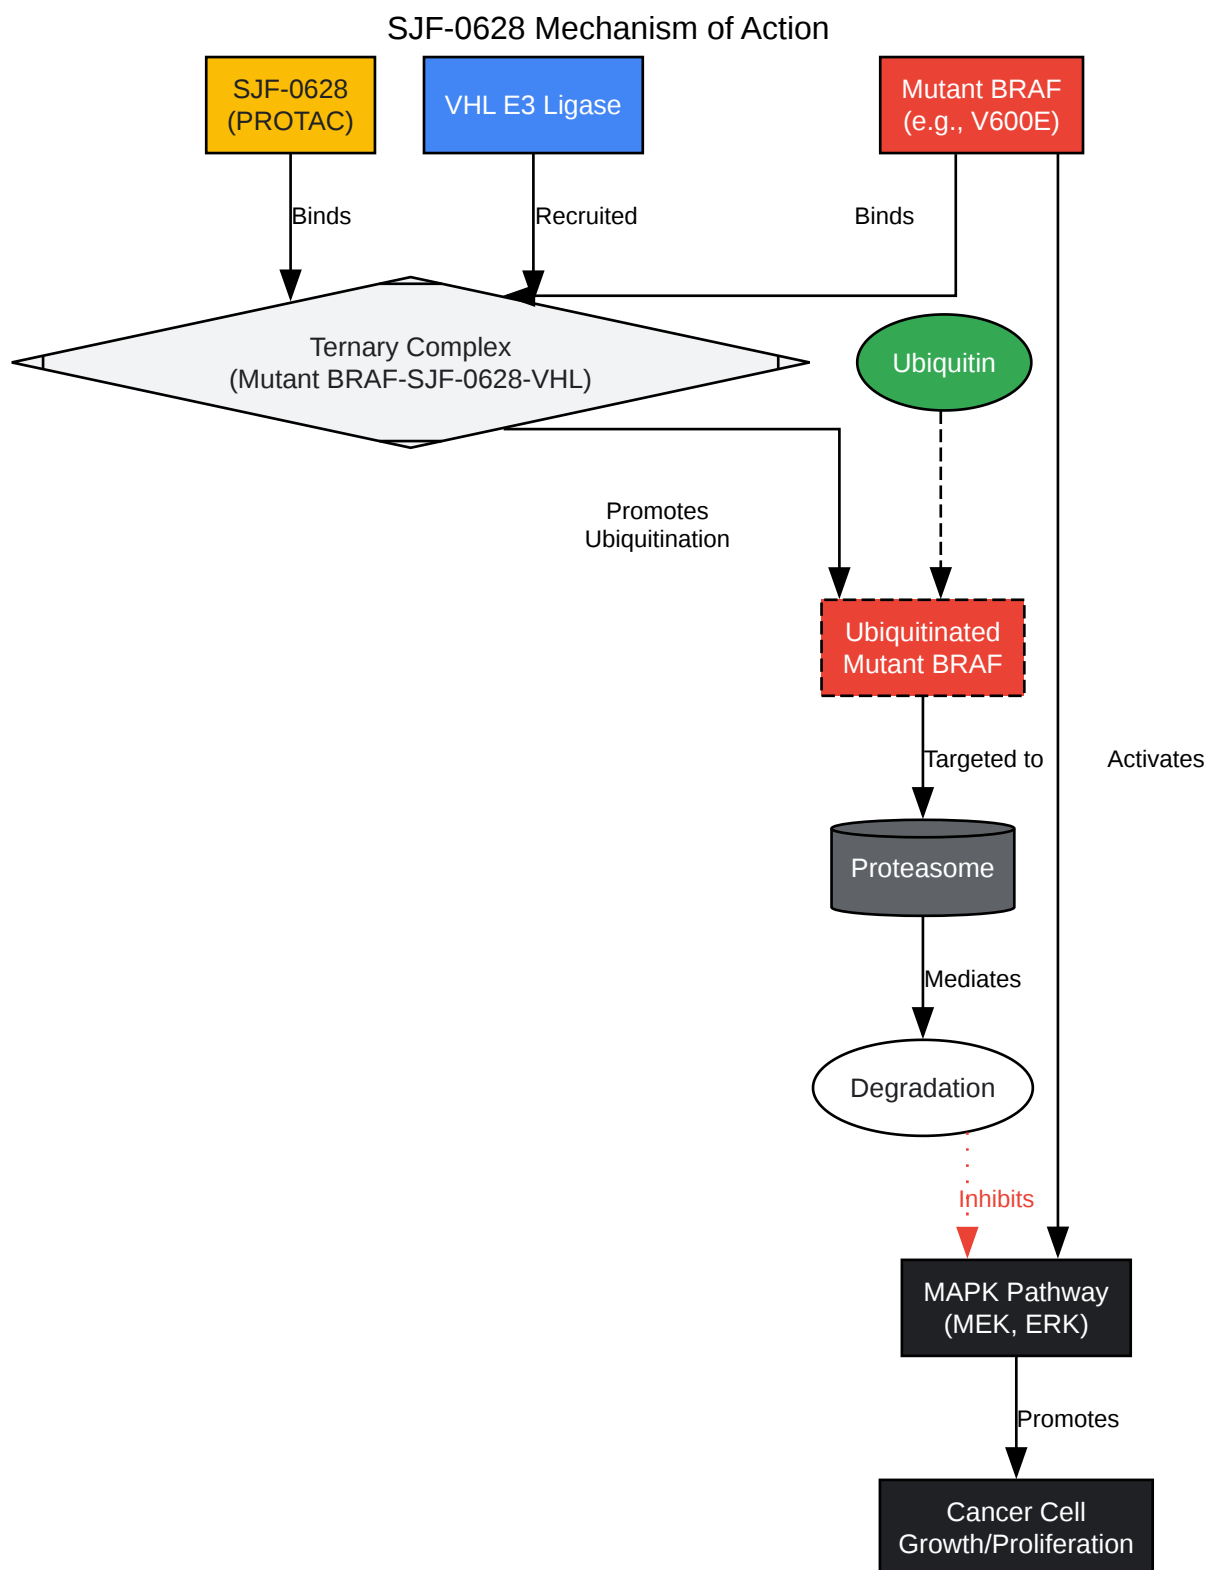 SJF-0628 Mechanism of Action
SJF-0628
(PROTAC)
VHL E3 Ligase
Mutant BRAF
(e.g., V600E)
Binds
Recruited
Binds
Ternary Complex
(Mutant BRAF-SJF-0628-VHL)
Ubiquitin
Promotes
Ubiquitination
Ubiquitinated
Mutant BRAF
Targeted to
Activates
Proteasome
Mediates
Degradation
Inhibits
MAPK Pathway
(MEK, ERK)
Promotes
Cancer Cell
Growth/Proliferation